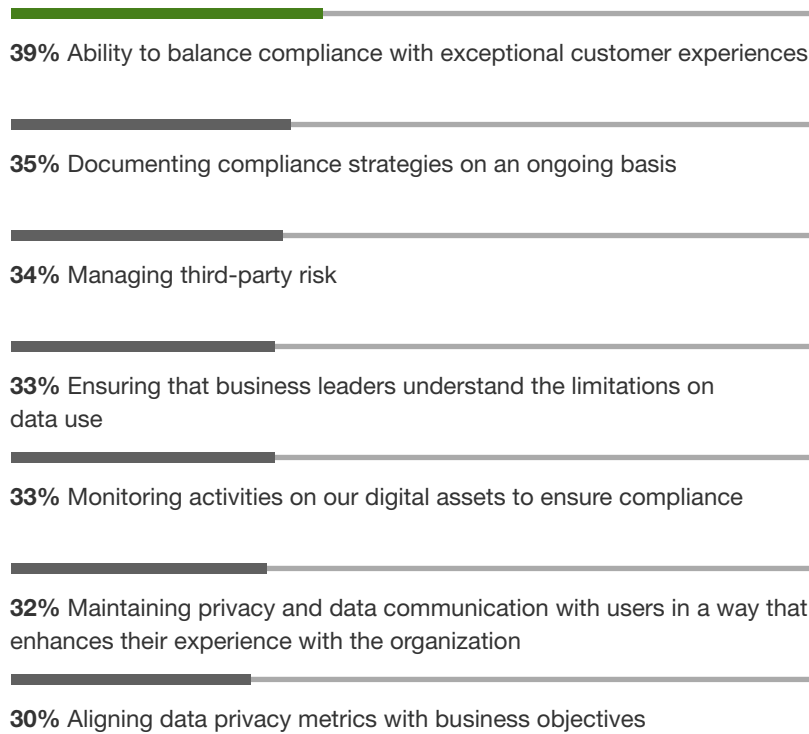 39% Ability to balance compliance with exceptional customer experiences
35% Documenting compliance strategies on an ongoing basis
34% Managing third-party risk
33% Ensuring that business leaders understand the limitations on
data use
33% Monitoring activities on our digital assets to ensure compliance
32% Maintaining privacy and data communication with users in a way that
enhances their experience with the organization
30% Aligning data privacy metrics with business objectives